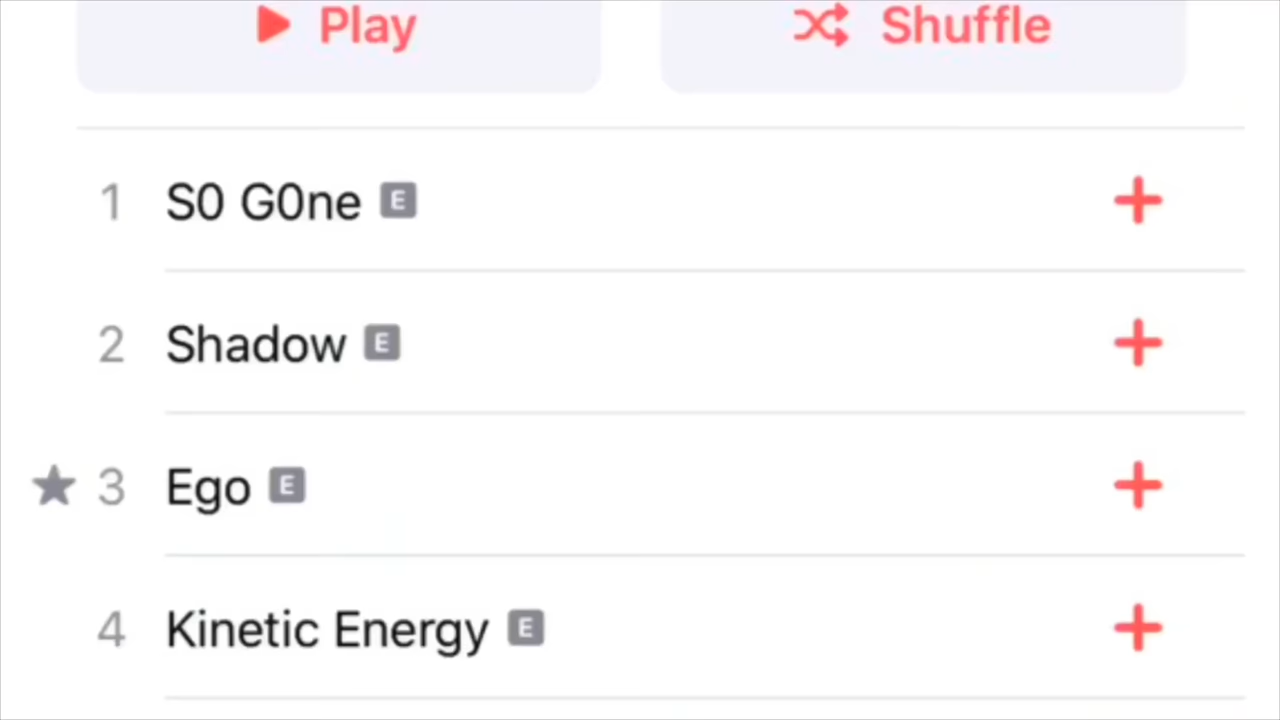 Play Shuffle
1 S0 G0ne E
2 Shadow E
3 Ego E
4 Kinetic Energy E